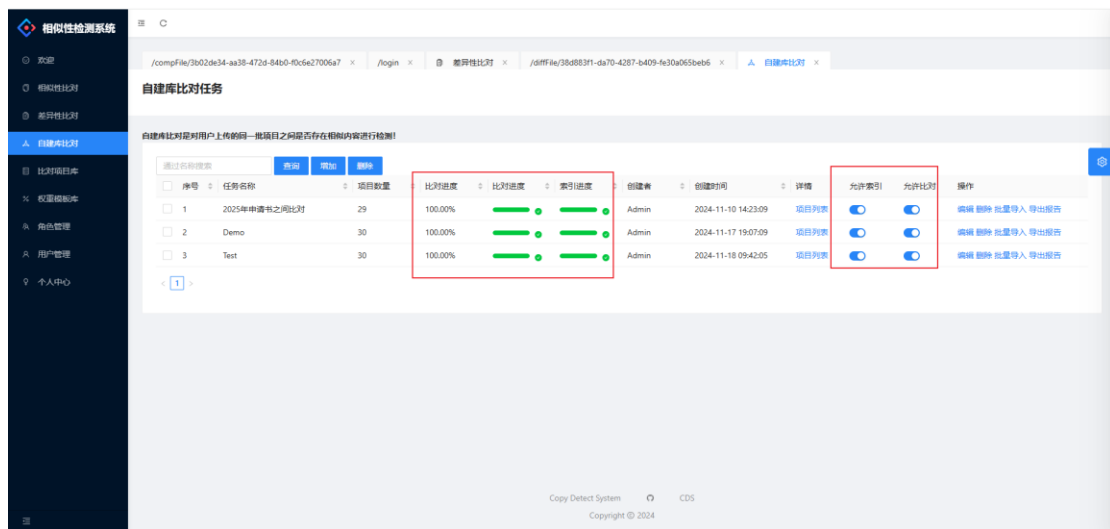 相似性检测系统
欢迎
相似性比对
差异性比对
自建库比对
比对项目库
权重模板库
角色管理
用户管理
个人中心
/compFile/3b02de34-aa38-472d-84b0-f0c6e27006a7 × /login × 差异性比对 × /diffFile/38d883f1-da70-4287-b409-fe30a065beb6 × 自建库比对 ×
自建库比对任务
自建库比对是对用户上传的同一批项目之间是否存在相似内容进行检测!
通过名称搜索 查询 增加 删除
序号 任务名称 项目数量 比对进度 比对进度 索引进度 创建者 创建时间 详情 允许索引 允许比对 操作
1 2025年申请书之间比对 29 100.00% Admin 2024-11-10 14:23:09 项目列表 编辑 删除 批量导入 导出报告
2 Demo 30 100.00% Admin 2024-11-17 19:07:09 项目列表 编辑 删除 批量导入 导出报告
3 Test 30 100.00% Admin 2024-11-18 09:42:05 项目列表 编辑 删除 批量导入 导出报告
< 1 >
Copy Detect System CDS
Copyright © 2024